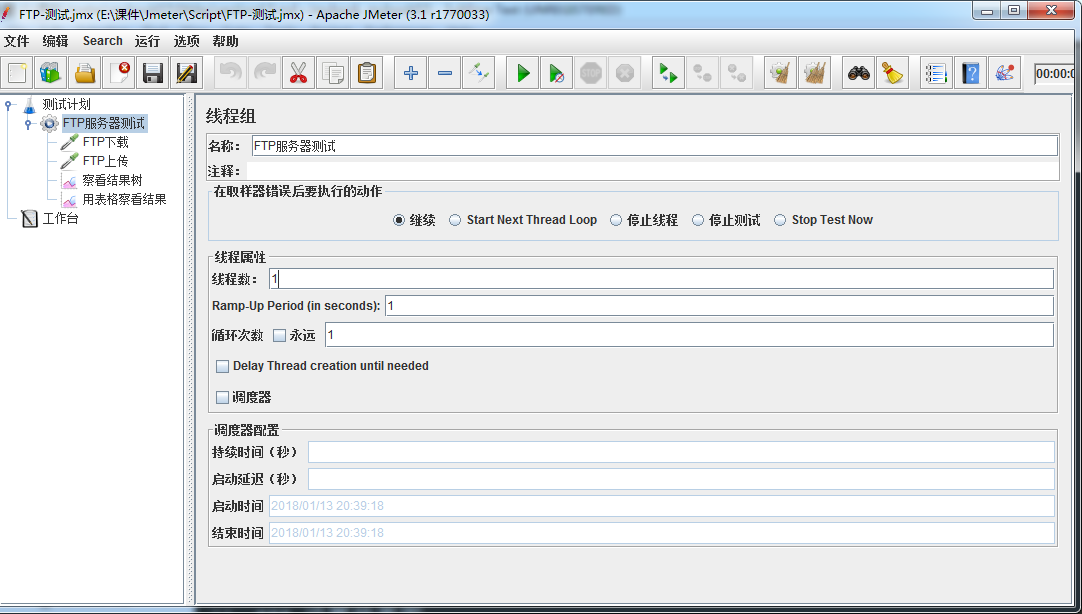 FTP-测试.jmx (E:\课件\Jmeter\Script\FTP-测试.jmx) - Apache JMeter (3.1 r1770033)
文件 编辑 Search 运行 选项 帮助
STOP
00:00:0
测试计划
FTP服务器测试
FTP下载
FTP上传
察看结果树
用表格察看结果
工作台
线程组
名称： FTP服务器测试
注释：
在取样器错误后要执行的动作
继续 Start Next Thread Loop 停止线程 停止测试 Stop Test Now
线程属性
线程数： 1
Ramp-Up Period (in seconds): 1
循环次数 永远 1
Delay Thread creation until needed
调度器
调度器配置
持续时间（秒）
启动延迟（秒）
启动时间 2018/01/13 20:39:18
结束时间 2018/01/13 20:39:18